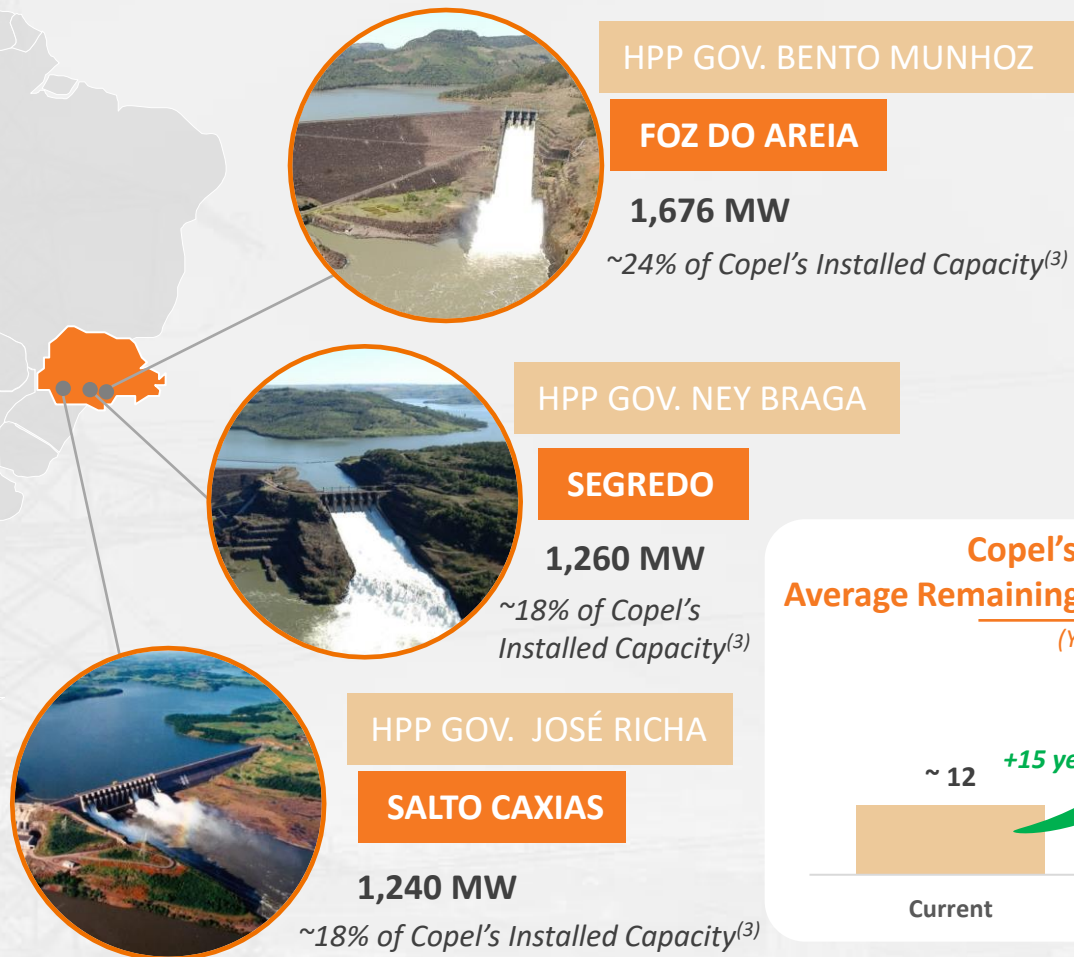 HPP GOV. BENTO MUNHOZ
FOZ DO AREIA
1,676 MW
~24% of Copel’s Installed Capacity(3)
HPP GOV. NEY BRAGA
SEGREDO
1,260 MW
~18% of Copel’s
Installed Capacity(3)
HPP GOV. JOSÉ RICHA
SALTO CAXIAS
1,240 MW
~18% of Copel’s Installed Capacity(3)
Copel’s
Average Remaining
~ 12
+15
Current